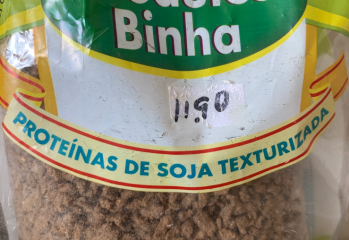 Binha
11,90
PROTEÍNAS DE SOJA TEXTURIZADA